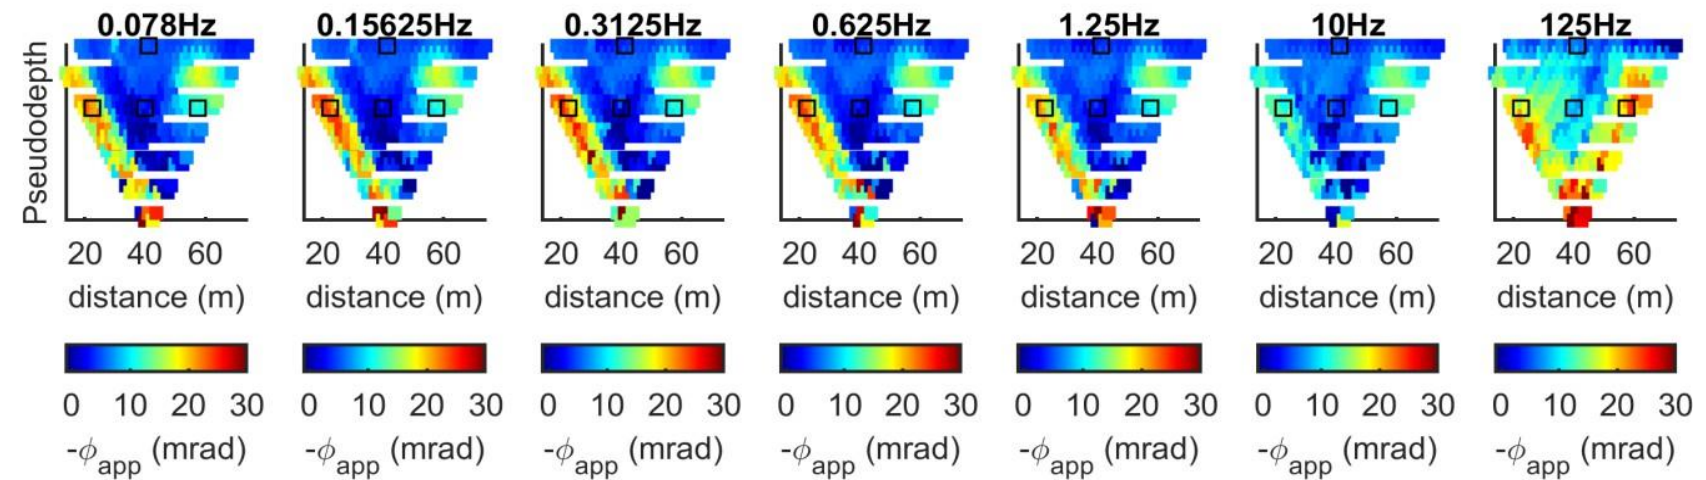 0.078Hz 0.15625Hz 0.3125Hz 0.625Hz 1.25Hz 10Hz 125Hz
Pseudodepth
20 40 60 20 40 60 20 40 60 20 40 60 20 40 60 20 40 60 20 40 60
distance (m) distance (m) distance (m) distance (m) distance (m) distance (m) distance (m)
0 10 20 30 0 10 20 30 0 10 20 30 0 10 20 30 0 10 20 30 0 10 20 30 0 10 20 30
-ϕapp (mrad) -ϕapp (mrad) -ϕapp (mrad) -ϕapp (mrad) -ϕapp (mrad) -ϕapp (mrad) -ϕapp (mrad)